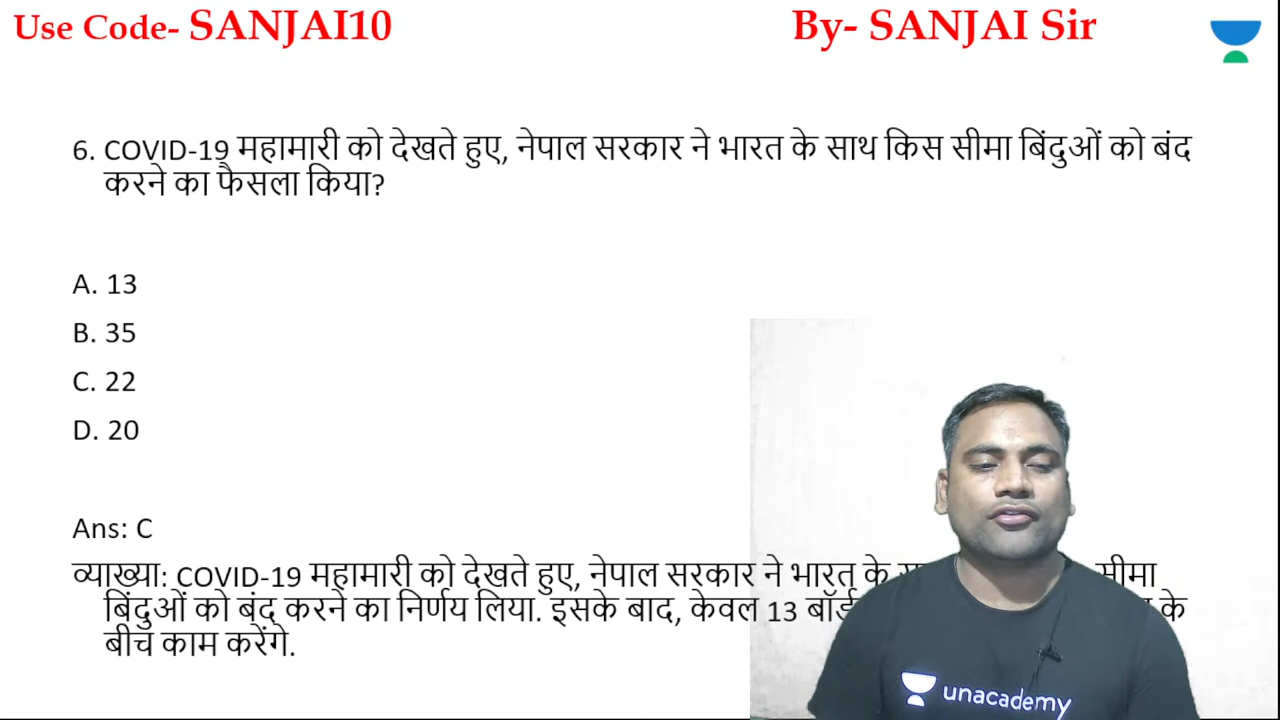 Use Code- SANJAI10
By- SANJAI Sir
6. COVID-19 महामारी को देखते हुए, नेपाल सरकार ने भारत के साथ किस सीमा बिंदुओं को बंद
करने का फैसला किया?
A. 13
B. 35
C. 22
D. 20
Ans: C
व्याख्या: COVID-19 महामारी को देखते हुए, नेपाल सरकार ने भारत के सीमा
बिंदुओं को बंद करने का निर्णय लिया. इसके बाद, केवल 13 के
बीच काम करेंगे.
unacademy